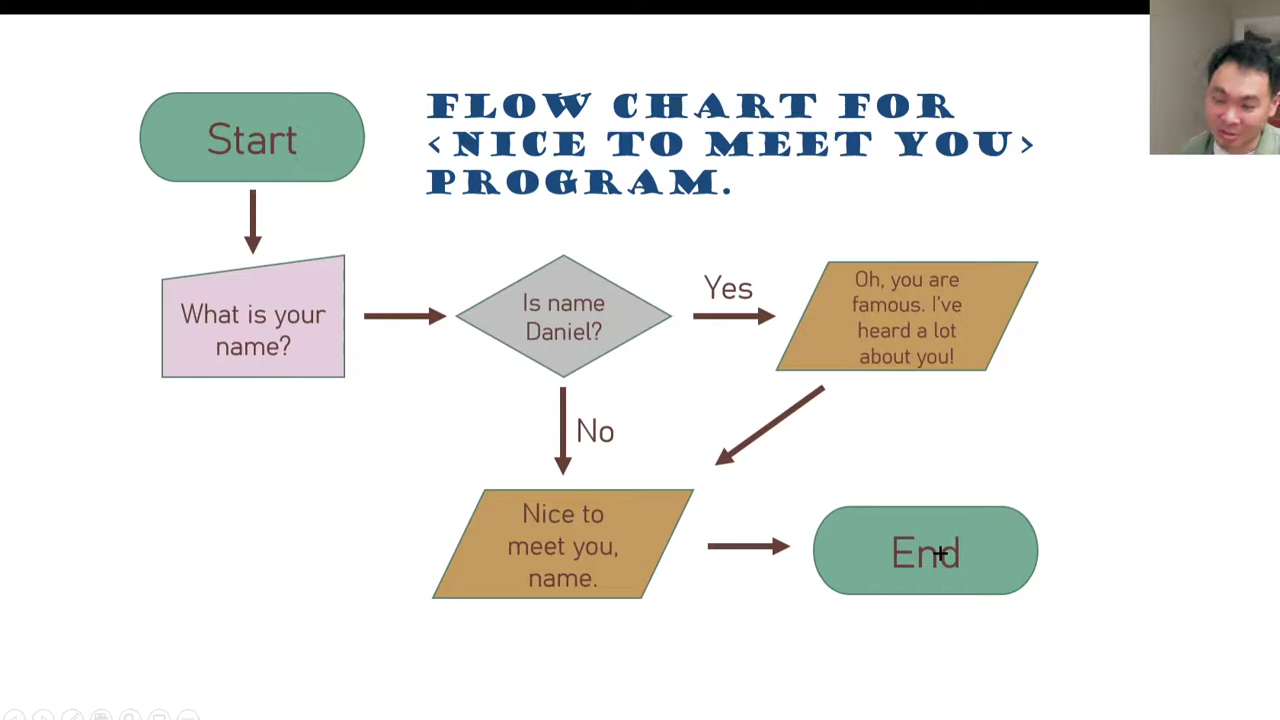 FLOW CHART FOR
<NICE TO MEET YOU>
PROGRAM.
Start
What is your
name?
Is name
Daniel?
Yes
Oh, you are
famous. I've
heard a lot
about you!
No
Nice to
meet you,
name.
End